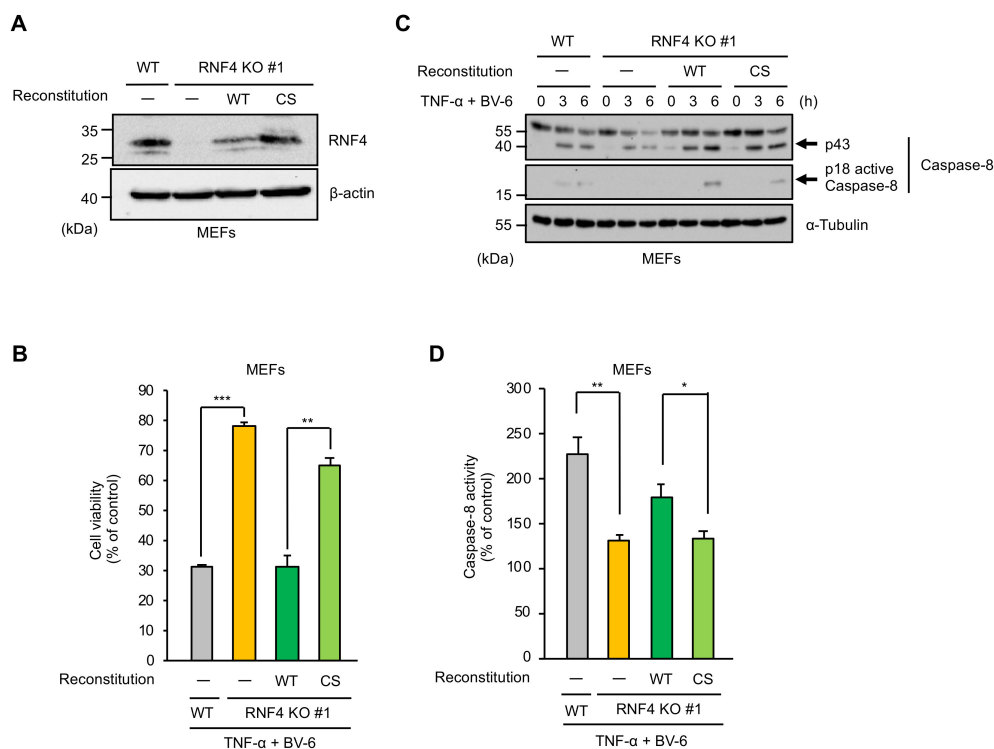 A
WT RNF4 KO #1
Reconstitution — — WT CS
35
25
RNF4
40
β-actin
(kDa)
MEFs
C
WT RNF4 KO #1
Reconstitution — — WT CS
TNF-α + BV-6 0 3 6 0 3 6 0 3 6 0 3 6 (h)
55
40
p43
p18 active
Caspase-8
Caspase-8
15
55
α-Tubulin
(kDa)
MEFs
B
MEFs
Cell viability
(% of control)
90
80
70
60
50
40
30
20
10
0
***
**
Reconstitution — — WT CS
WT RNF4 KO #1
TNF-α + BV-6
D
MEFs
Caspase-8 activity
(% of control)
300
250
200
150
100
50
0
**
*
Reconstitution — — WT CS
WT RNF4 KO #1
TNF-α + BV-6